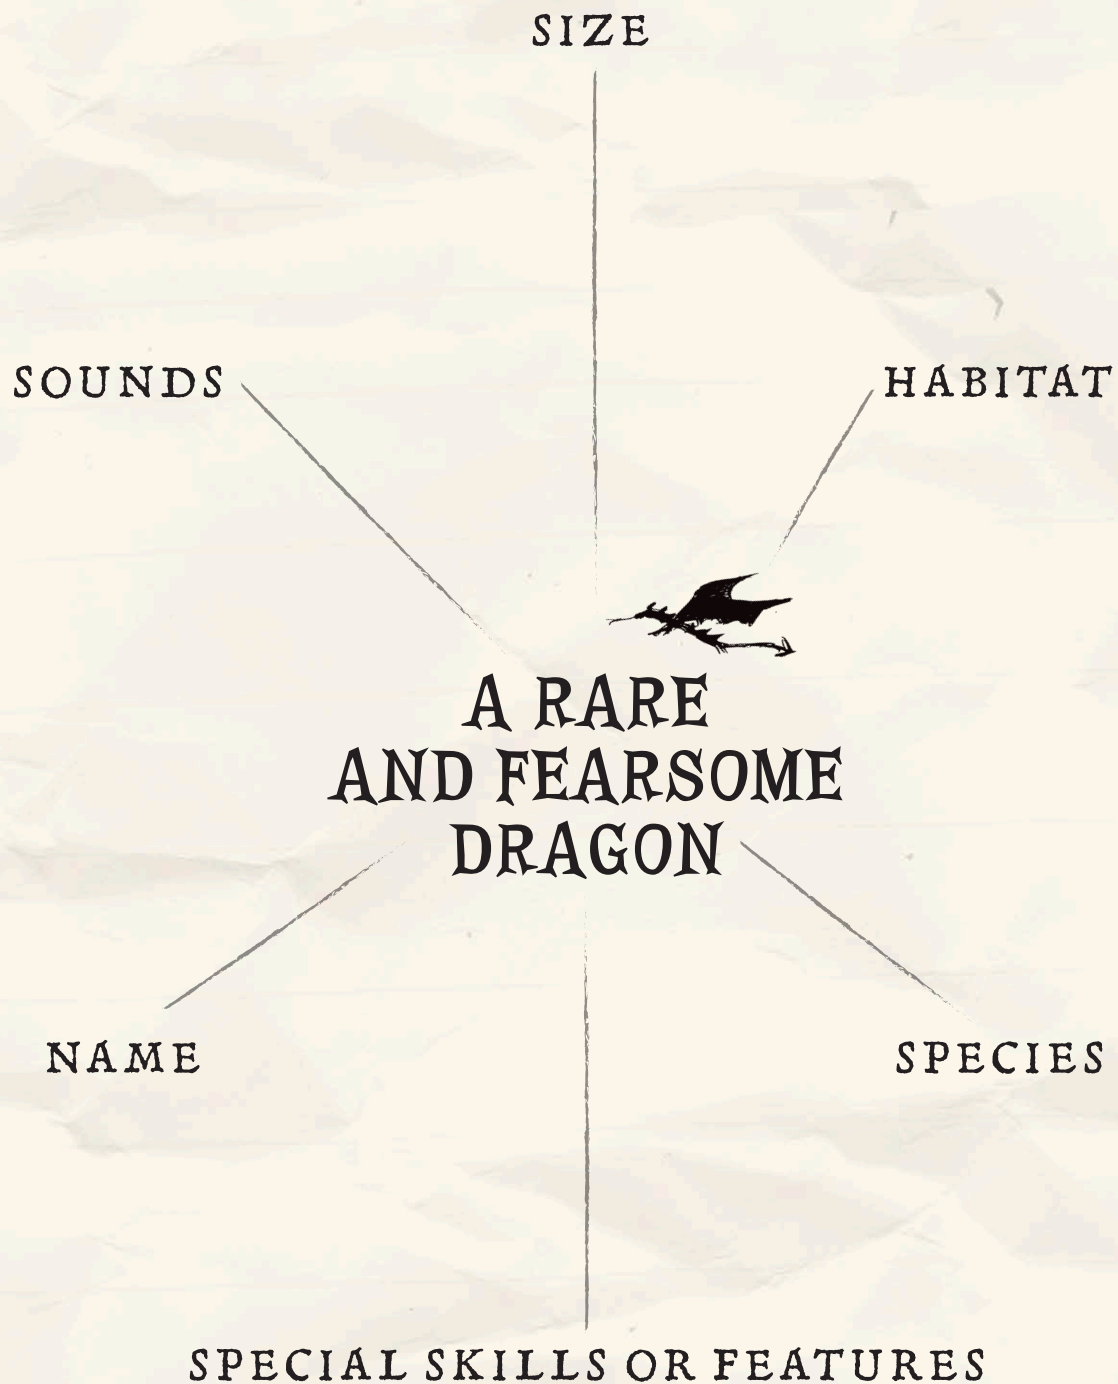 SIZE
SOUNDS
HABITAT
A RARE
AND FEARSOME
DRAGON
NAME
SPECIES
SPECIAL SKILLS OR FEATURES